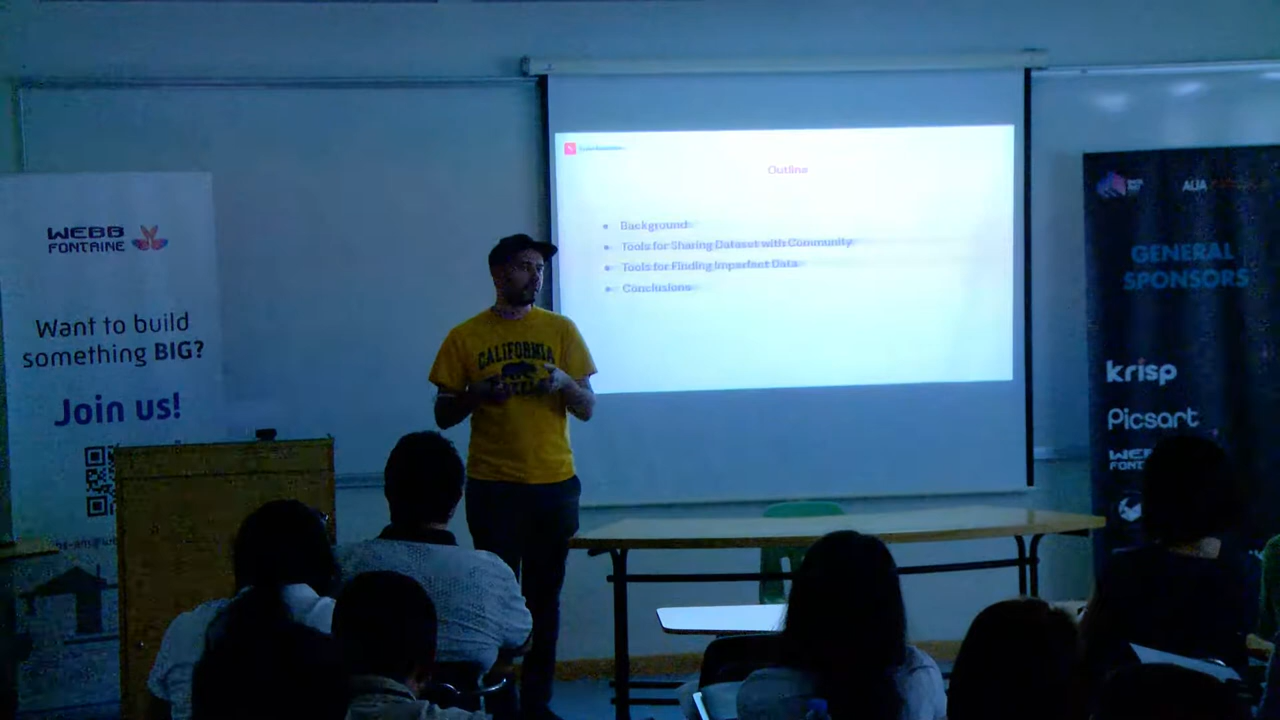 WEBB
FONTAINE
Want to build
something BIG?
Join us!
Outline
Background
Tools for Sharing Dataset with Community
Tools for Finding Imperfect Data
Conclusions
CALIFORNIA
GENERAL
SPONSORS
krisp
Picsart